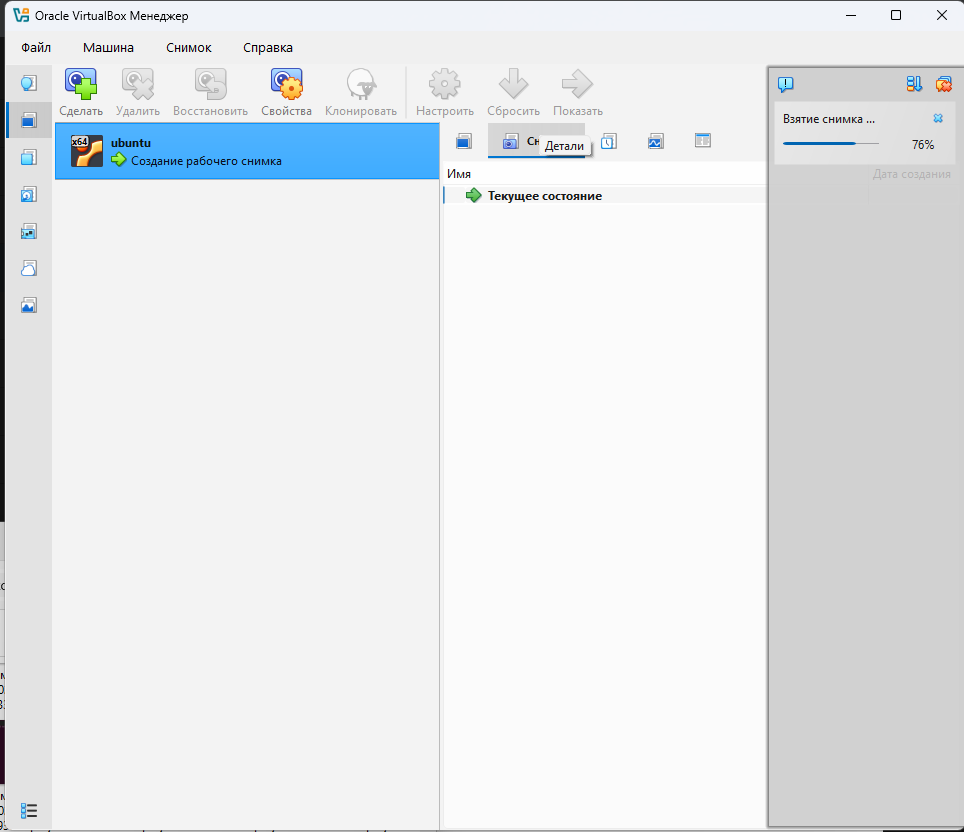 Oracle VirtualBox Менеджер
Файл Машина Снимок Справка
Сделать Удалить Восстановить Свойства Клонировать Настроить Сбросить Показать
x64 ubuntu
Создание рабочего снимка
Сн Детали
Имя
Текущее состояние
Взятие снимка ...
76%
Дата создания